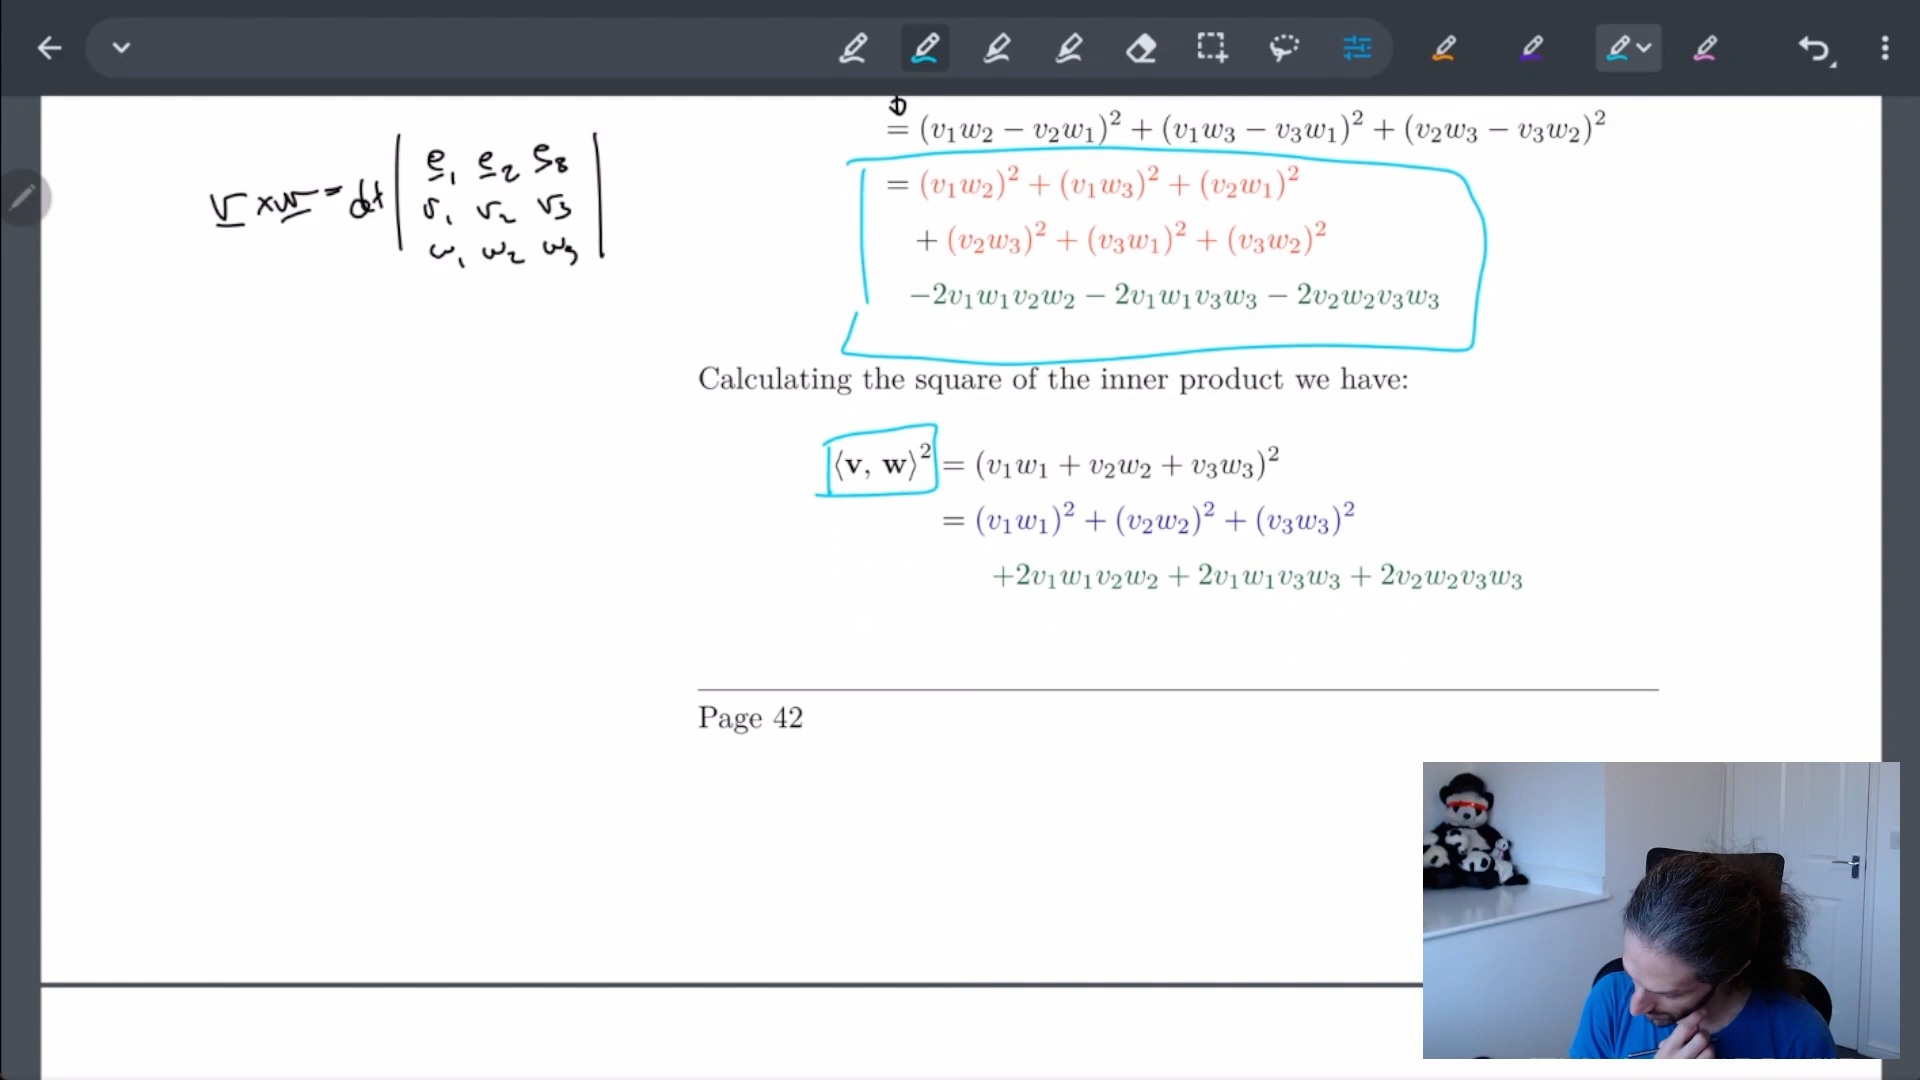 = (v₁w₂ − v₂w₁)² + (v₁w₃ − v₃w₁)² + (v₂w₃ − v₃w₂)²
= (v₁w₂)² + (v₁w₃)² + (v₂w₁)²
+ (v₂w₃)² + (v₃w₁)² + (v₃w₂)²
−2v₁w₁v₂w₂ − 2v₁w₁v₃w₃ − 2v₂w₂v₃w₃
v × w = det
e₁ e₂ e₃
v₁ v₂ v₃
w₁ w₂ w₃
Calculating the square of the inner product we have:
⟨v, w⟩² = (v₁w₁ + v₂w₂ + v₃w₃)²
= (v₁w₁)² + (v₂w₂)² + (v₃w₃)²
+2v₁w₁v₂w₂ + 2v₁w₁v₃w₃ + 2v₂w₂v₃w₃
Page 42